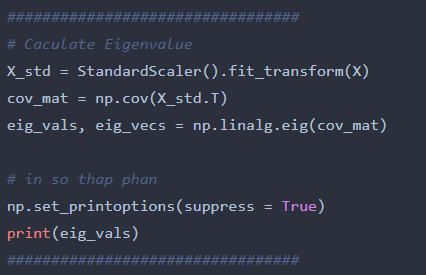 #################################
# Caculate Eigenvalue
X_std = StandardScaler().fit_transform(X)
cov_mat = np.cov(X_std.T)
eig_vals, eig_vecs = np.linalg.eig(cov_mat)
# in so thap phan
np.set_printoptions(suppress = True)
print(eig_vals)
#################################